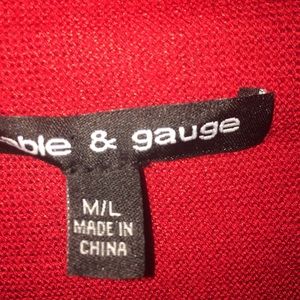 able & gauge
M/L
MADE IN
CHINA